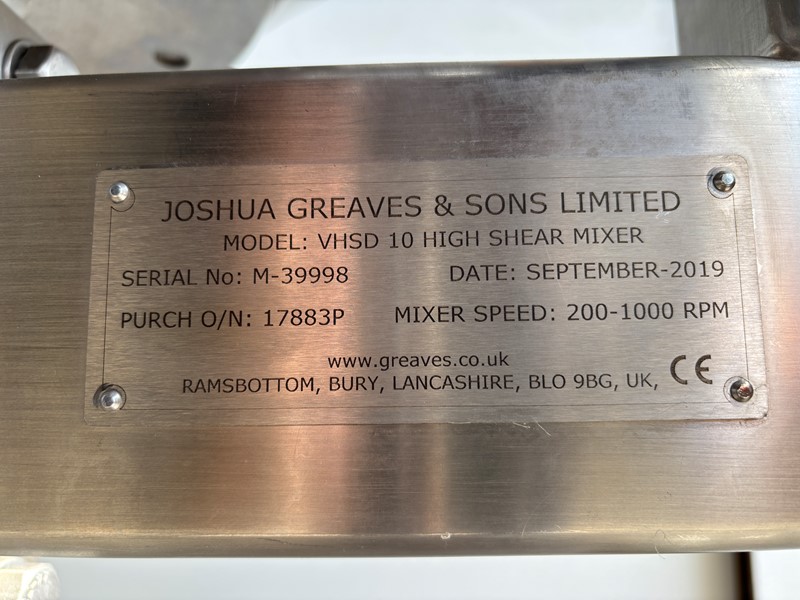 JOSHUA GREAVES & SONS LIMITED
MODEL: VHSD 10 HIGH SHEAR MIXER
SERIAL No: M-39998 DATE: SEPTEMBER-2019
PURCH O/N: 17883P MIXER SPEED: 200-1000 RPM
www.greaves.co.uk
RAMSBOTTOM, BURY, LANCASHIRE, BLO 9BG, UK, CE